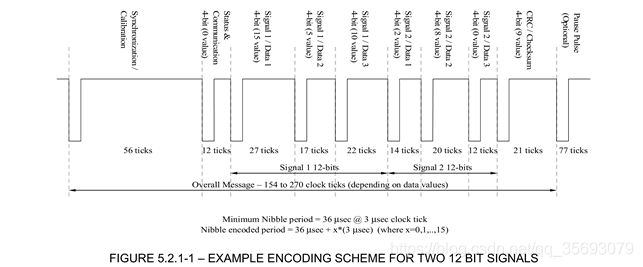 Synchronization /
Calibration
Status &
Communication
4-bit (0 value)
Signal 1 / Data 1
4-bit (15 value)
Signal 1 / Data 2
4-bit (5 value)
Signal 1 / Data 3
4-bit (10 value)
Signal 2 / Data 1
4-bit (2 value)
Signal 2 / Data 2
4-bit (8 value)
Signal 2 / Data 3
4-bit (0 value)
CRC / Checksum
4-bit (9 value)
Pause Pulse
(Optional)
56 ticks
12 ticks
27 ticks
17 ticks
22 ticks
14 ticks
20 ticks
12 ticks
21 ticks
77 ticks
Signal 1 12-bits
Signal 2 12-bits
Overall Message – 154 to 270 clock ticks (depending on data values)
Minimum Nibble period = 36 µsec @ 3 µsec clock tick
Nibble encoded period = 36 µsec + x*(3 µsec) (where x=0,1,..,15)
https://blog.csdn.net/qq_35693079
FIGURE 5.2.1-1 – EXAMPLE ENCODING SCHEME FOR TWO 12 BIT SIGNALS